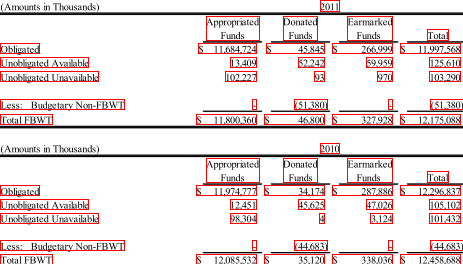 (Amounts in Thousands) 2011
Appropriated Funds Donated Funds Earmarked Funds Total
Obligated $ 11,684,724 $ 45,845 $ 266,999 $ 11,997,568
Unobligated Available 13,409 52,242 59,959 125,610
Unobligated Unavailable 102,227 93 970 103,290
Less: Budgetary Non-FBWT - (51,380) - (51,380)
Total FBWT $ 11,800,360 $ 46,800 $ 327,928 $ 12,175,088
(Amounts in Thousands) 2010
Appropriated Funds Donated Funds Earmarked Funds Total
Obligated $ 11,974,777 $ 34,174 $ 287,886 $ 12,296,837
Unobligated Available 12,451 45,625 47,026 105,102
Unobligated Unavailable 98,304 4 3,124 101,432
Less: Budgetary Non-FBWT - (44,683) - (44,683)
Total FBWT $ 12,085,532 $ 35,120 $ 338,036 $ 12,458,688